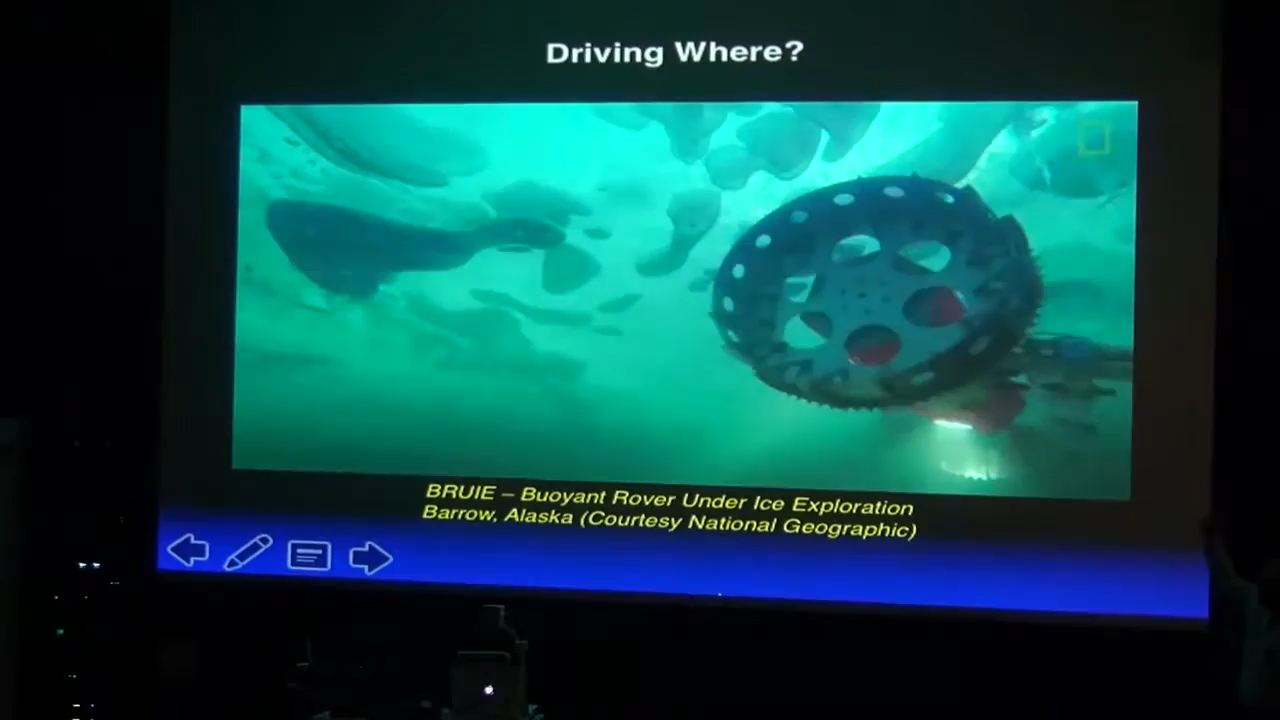 Driving Where?
BRUIE – Buoyant Rover Under Ice Exploration
Barrow, Alaska (Courtesy National Geographic)